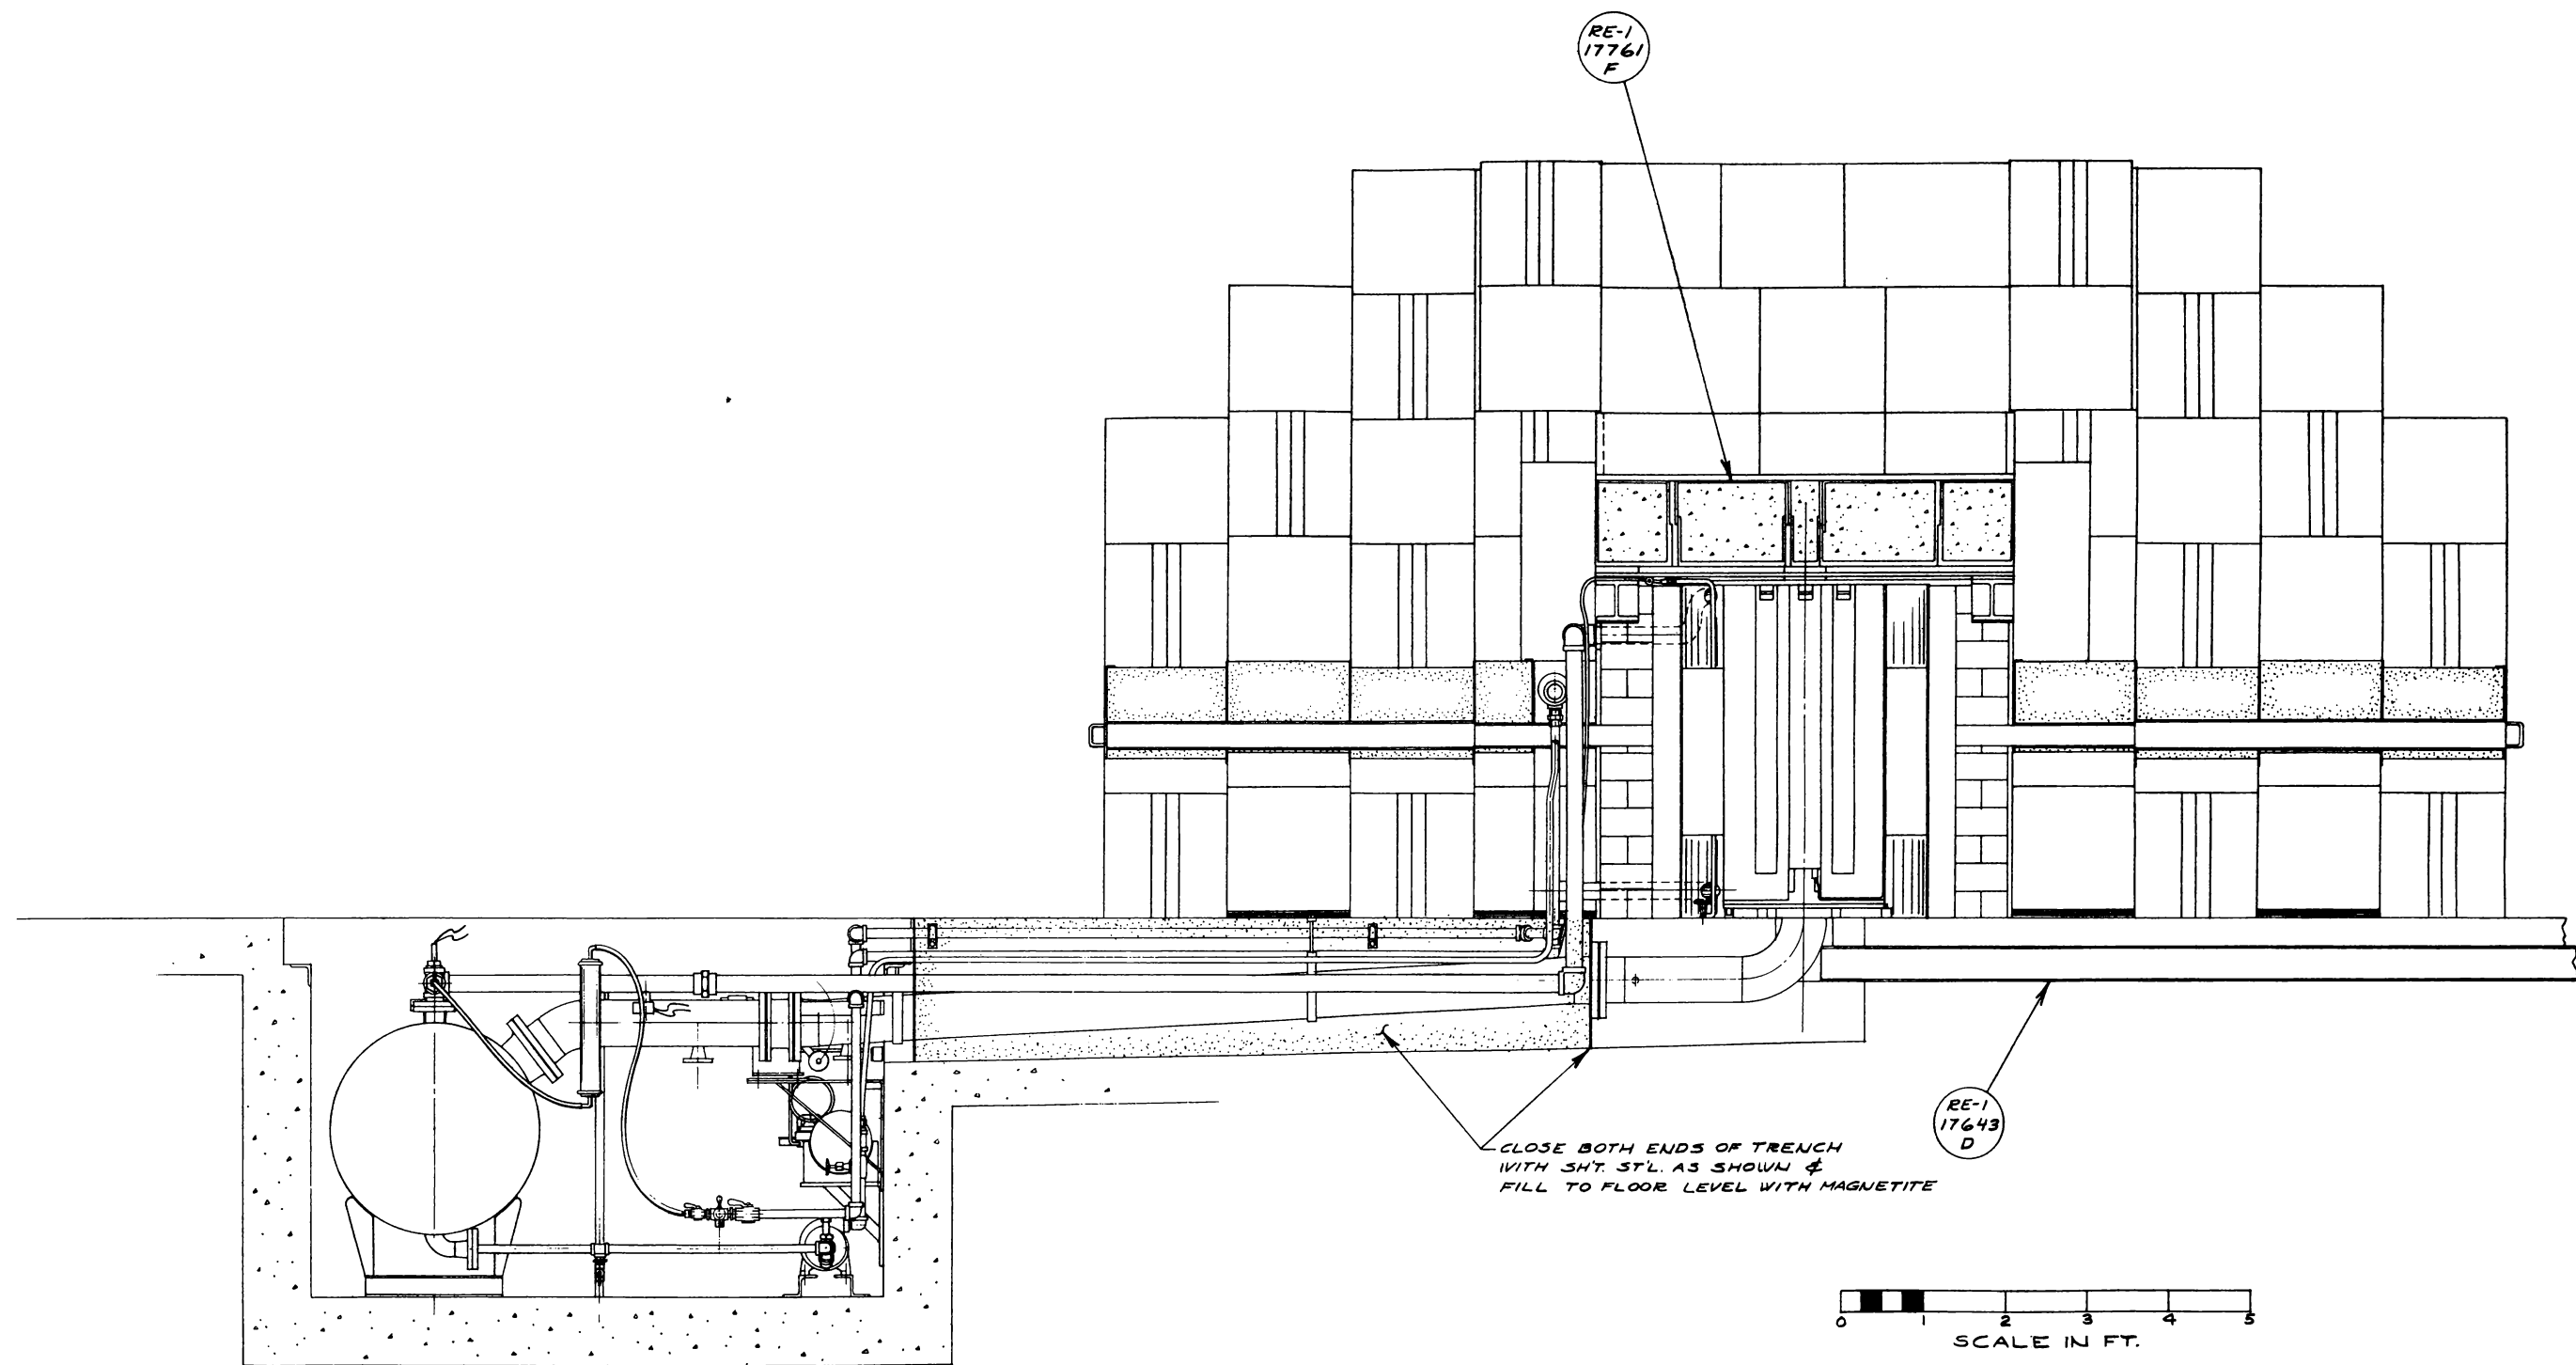 RE-1
17761
F
CLOSE BOTH ENDS OF TRENCH
WITH SH'T. ST'L. AS SHOWN &
FILL TO FLOOR LEVEL WITH MAGNETITE
RE-1
17643
D
0 1 2 3 4 5
SCALE IN FT.